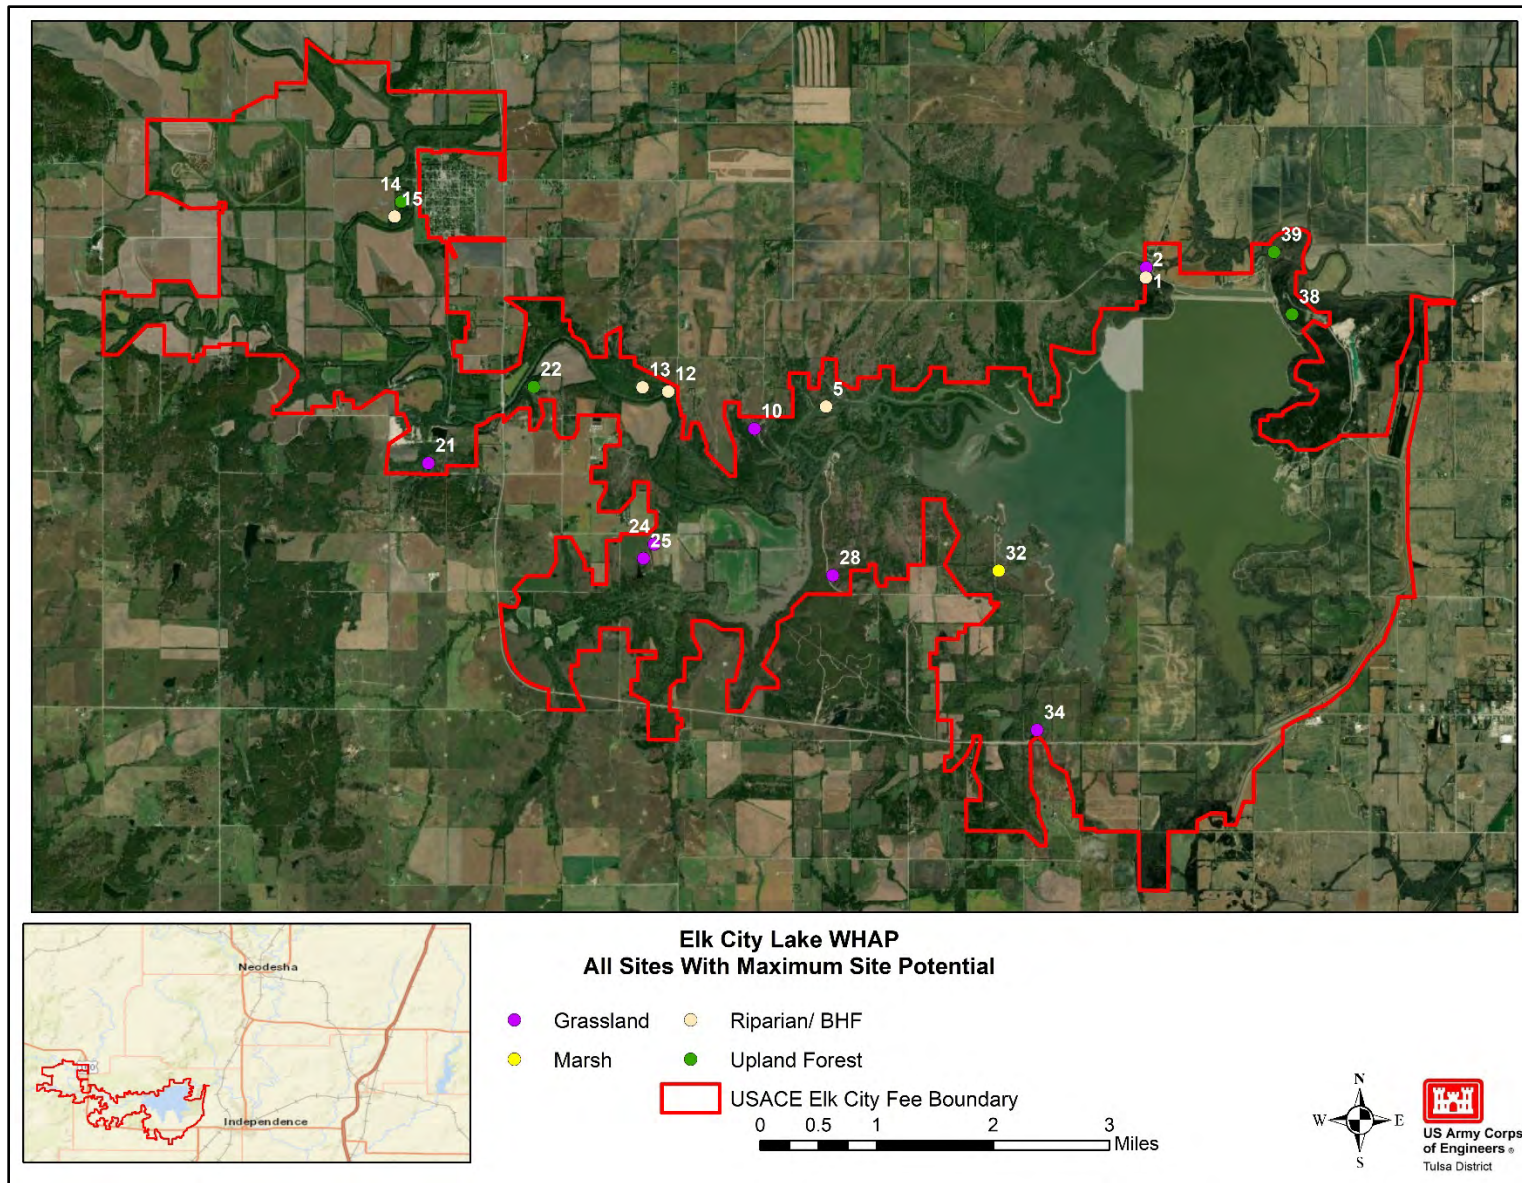 14
15
39
2
1
38
22
13
12
5
10
21
24
25
28
32
34
Neodesha
Independence
Elk City Lake WHAP
All Sites With Maximum Site Potential
Grassland
Riparian/ BHF
Marsh
Upland Forest
USACE Elk City Fee Boundary
0 0.5 1 2 3
Miles
N
W E
S
US Army Corps
of Engineers ®
Tulsa District